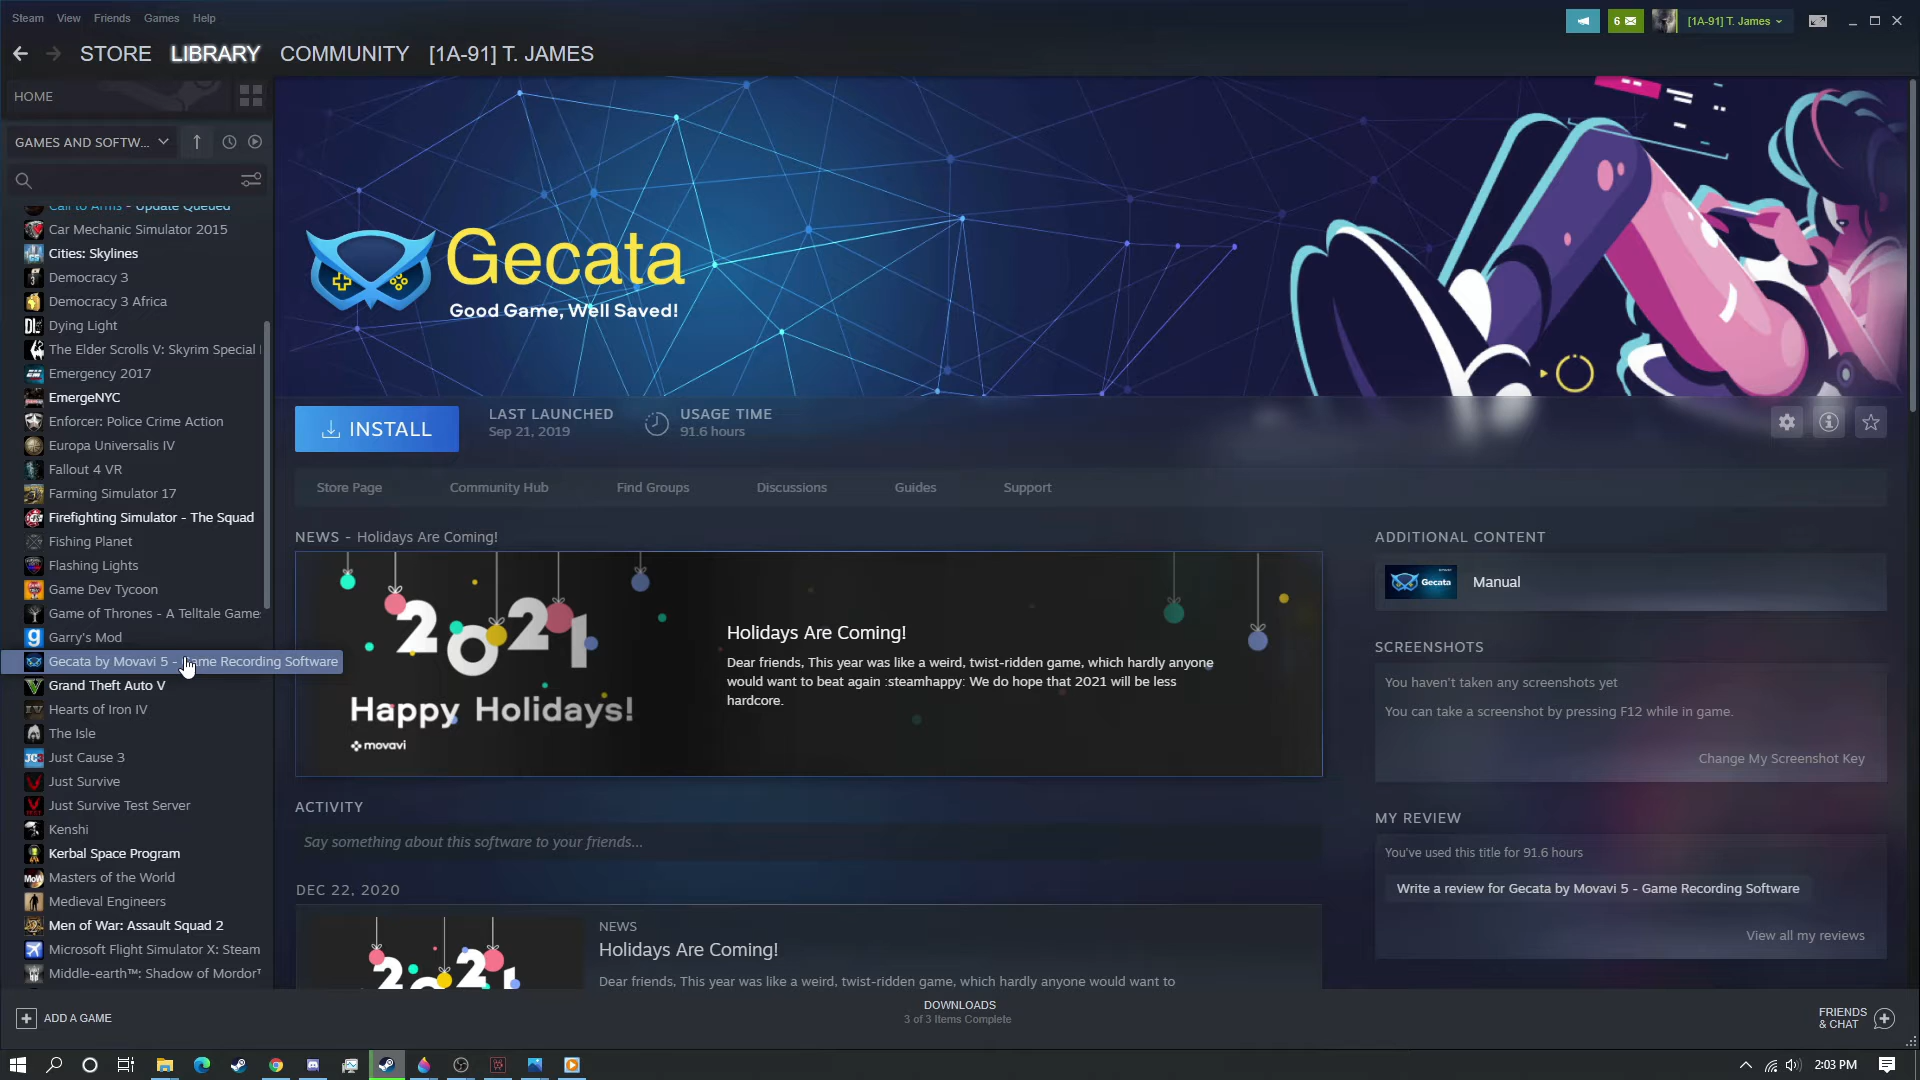 Steam View Friends Games Help
6
[1A-91] T. James
STORE LIBRARY COMMUNITY [1A-91] T. JAMES
HOME
GAMES AND SOFTW...
Call to Arms - Update Queued
Car Mechanic Simulator 2015
Cities: Skylines
Democracy 3
Democracy 3 Africa
Dying Light
The Elder Scrolls V: Skyrim Special
Emergency 2017
EmergeNYC
Enforcer: Police Crime Action
Europa Universalis IV
Fallout 4 VR
Farming Simulator 17
Firefighting Simulator - The Squad
Fishing Planet
Flashing Lights
Game Dev Tycoon
Game of Thrones - A Telltale Game
Garry's Mod
Gecata by Movavi 5 - Game Recording Software
Grand Theft Auto V
Hearts of Iron IV
The Isle
Just Cause 3
Just Survive
Just Survive Test Server
Kenshi
Kerbal Space Program
Masters of the World
Medieval Engineers
Men of War: Assault Squad 2
Microsoft Flight Simulator X: Steam
Middle-earth™: Shadow of Mordor
Gecata
Good Game, Well Saved!
INSTALL
LAST LAUNCHED
Sep 21, 2019
USAGE TIME
91.6 hours
Store Page Community Hub Find Groups Discussions Guides Support
NEWS - Holidays Are Coming!
2021
Happy Holidays!
movavi
Holidays Are Coming!
Dear friends, This year was like a weird, twist-ridden game, which hardly anyone
would want to beat again :steamhappy: We do hope that 2021 will be less
hardcore.
ACTIVITY
Say something about this software to your friends...
DEC 22, 2020
2021
NEWS
Holidays Are Coming!
Dear friends, This year was like a weird, twist-ridden game, which hardly anyone would want to
ADDITIONAL CONTENT
Gecata
Manual
SCREENSHOTS
You haven't taken any screenshots yet
You can take a screenshot by pressing F12 while in game.
Change My Screenshot Key
MY REVIEW
You've used this title for 91.6 hours
Write a review for Gecata by Movavi 5 - Game Recording Software
View all my reviews
ADD A GAME
DOWNLOADS
3 of 3 Items Complete
FRIENDS
& CHAT
2:03 PM